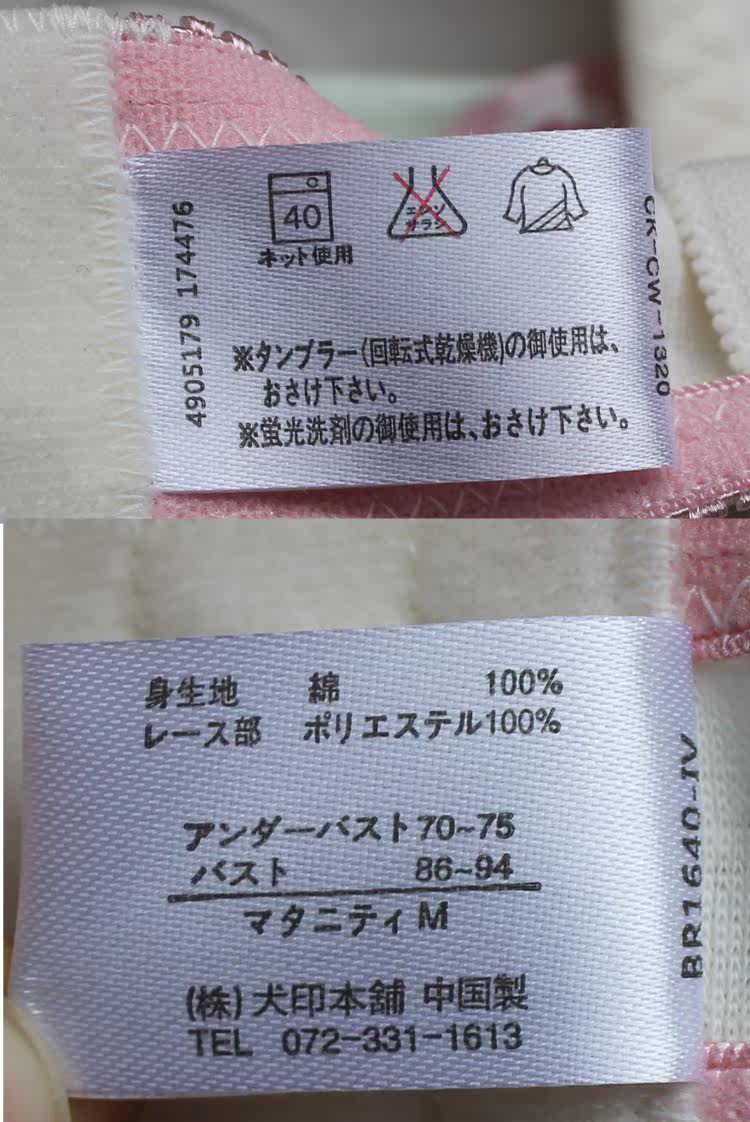 40
ネット使用
エンソ
サラシ
4905179 174476
CK-CW-1320
※タンブラー(回転式乾燥機)の御使用は、
おさけ下さい。
※蛍光洗剤の御使用は、おさけ下さい。
身生地 綿 100%
レース部 ポリエステル100%
アンダーバスト70~75
バスト 86~94
マタニティM
(株)犬印本舗 中国製
TEL 072-331-1613
BR1640-IV